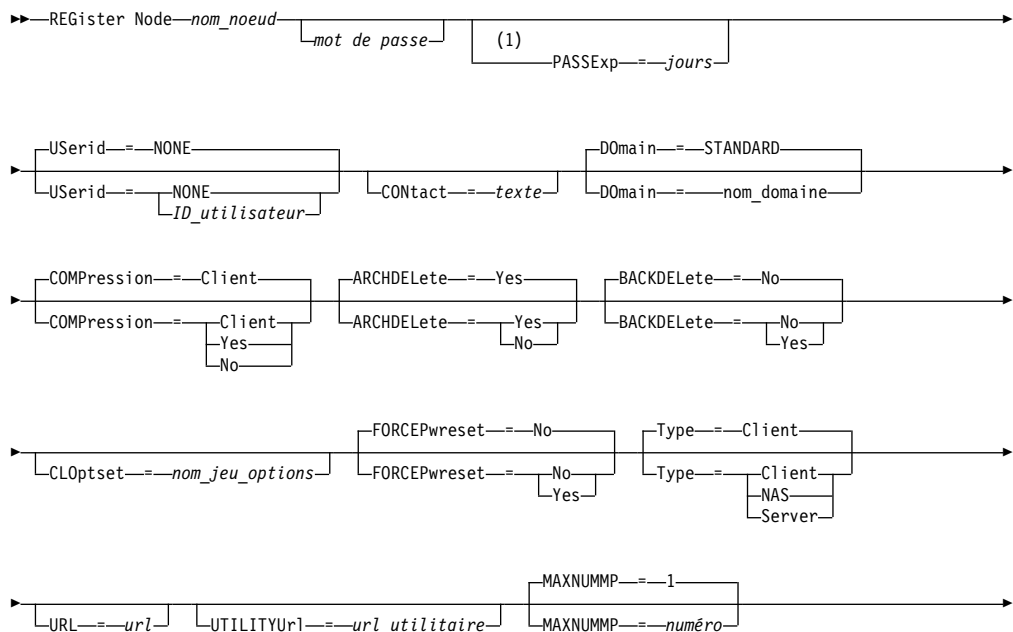 REGister Node nom_noeud
mot de passe
(1)
PASSExp = jours
USerid = NONE
USerid = NONE
ID_utilisateur
CONtact = texte
DOmain = STANDARD
DOmain = nom_domaine
COMPression = Client
COMPression = Client
Yes
No
ARCHDELete = Yes
ARCHDELete = Yes
No
BACKDELete = No
BACKDELete = No
Yes
CLOptset = nom_jeu_options
FORCEPwreset = No
FORCEPwreset = No
Yes
Type = Client
Type = Client
NAS
Server
URL = url
UTILITYUrl = url_utilitaire
MAXNUMMP = 1
MAXNUMMP = numéro